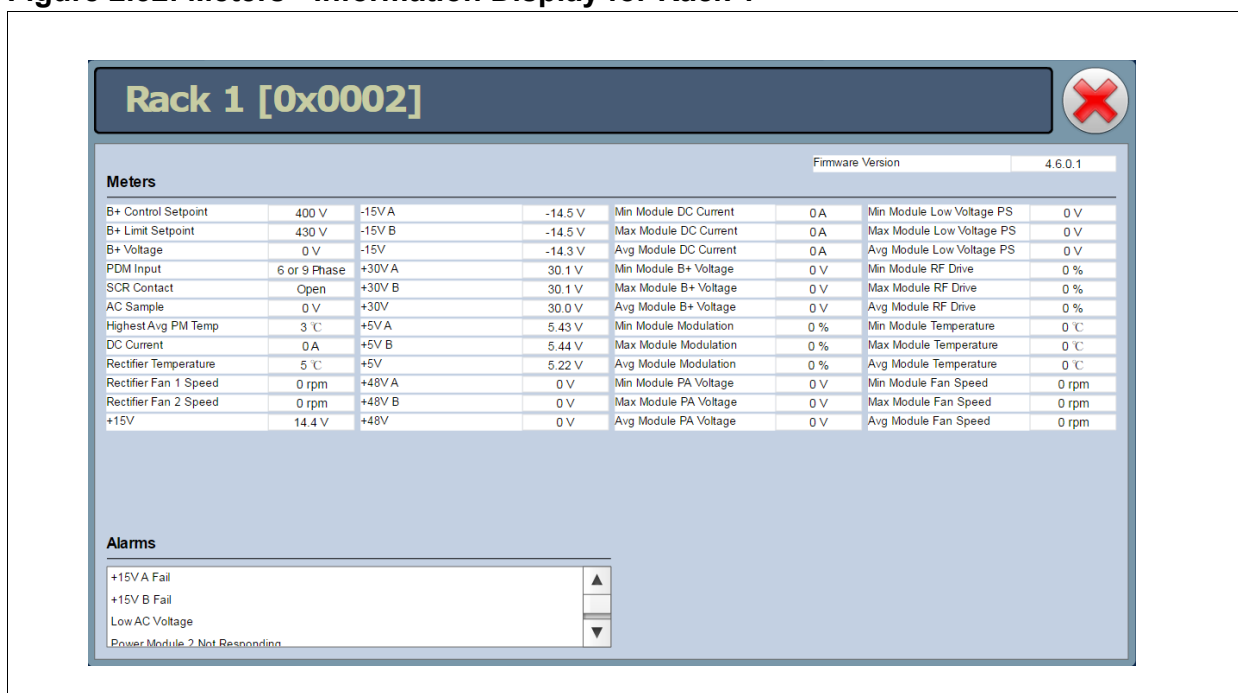 Rack 1 [0x0002]
Firmware Version 4.6.0.1
Meters
B+ Control Setpoint 400 V -15V A -14.5 V Min Module DC Current 0 A Min Module Low Voltage PS 0 V
B+ Limit Setpoint 430 V -15V B -14.5 V Max Module DC Current 0 A Max Module Low Voltage PS 0 V
B+ Voltage 0 V -15V -14.3 V Avg Module DC Current 0 A Avg Module Low Voltage PS 0 V
PDM Input 6 or 9 Phase +30V A 30.1 V Min Module B+ Voltage 0 V Min Module RF Drive 0 %
SCR Contact Open +30V B 30.1 V Max Module B+ Voltage 0 V Max Module RF Drive 0 %
AC Sample 0 V +30V 30.0 V Avg Module B+ Voltage 0 V Avg Module RF Drive 0 %
Highest Avg PM Temp 3 °C +5V A 5.43 V Min Module Modulation 0 % Min Module Temperature 0 °C
DC Current 0 A +5V B 5.44 V Max Module Modulation 0 % Max Module Temperature 0 °C
Rectifier Temperature 5 °C +5V 5.22 V Avg Module Modulation 0 % Avg Module Temperature 0 °C
Rectifier Fan 1 Speed 0 rpm +48V A 0 V Min Module PA Voltage 0 V Min Module Fan Speed 0 rpm
Rectifier Fan 2 Speed 0 rpm +48V B 0 V Max Module PA Voltage 0 V Max Module Fan Speed 0 rpm
+15V 14.4 V +48V 0 V Avg Module PA Voltage 0 V Avg Module Fan Speed 0 rpm
Alarms
+15V A Fail
+15V B Fail
Low AC Voltage
Power Module 2 Not Responding